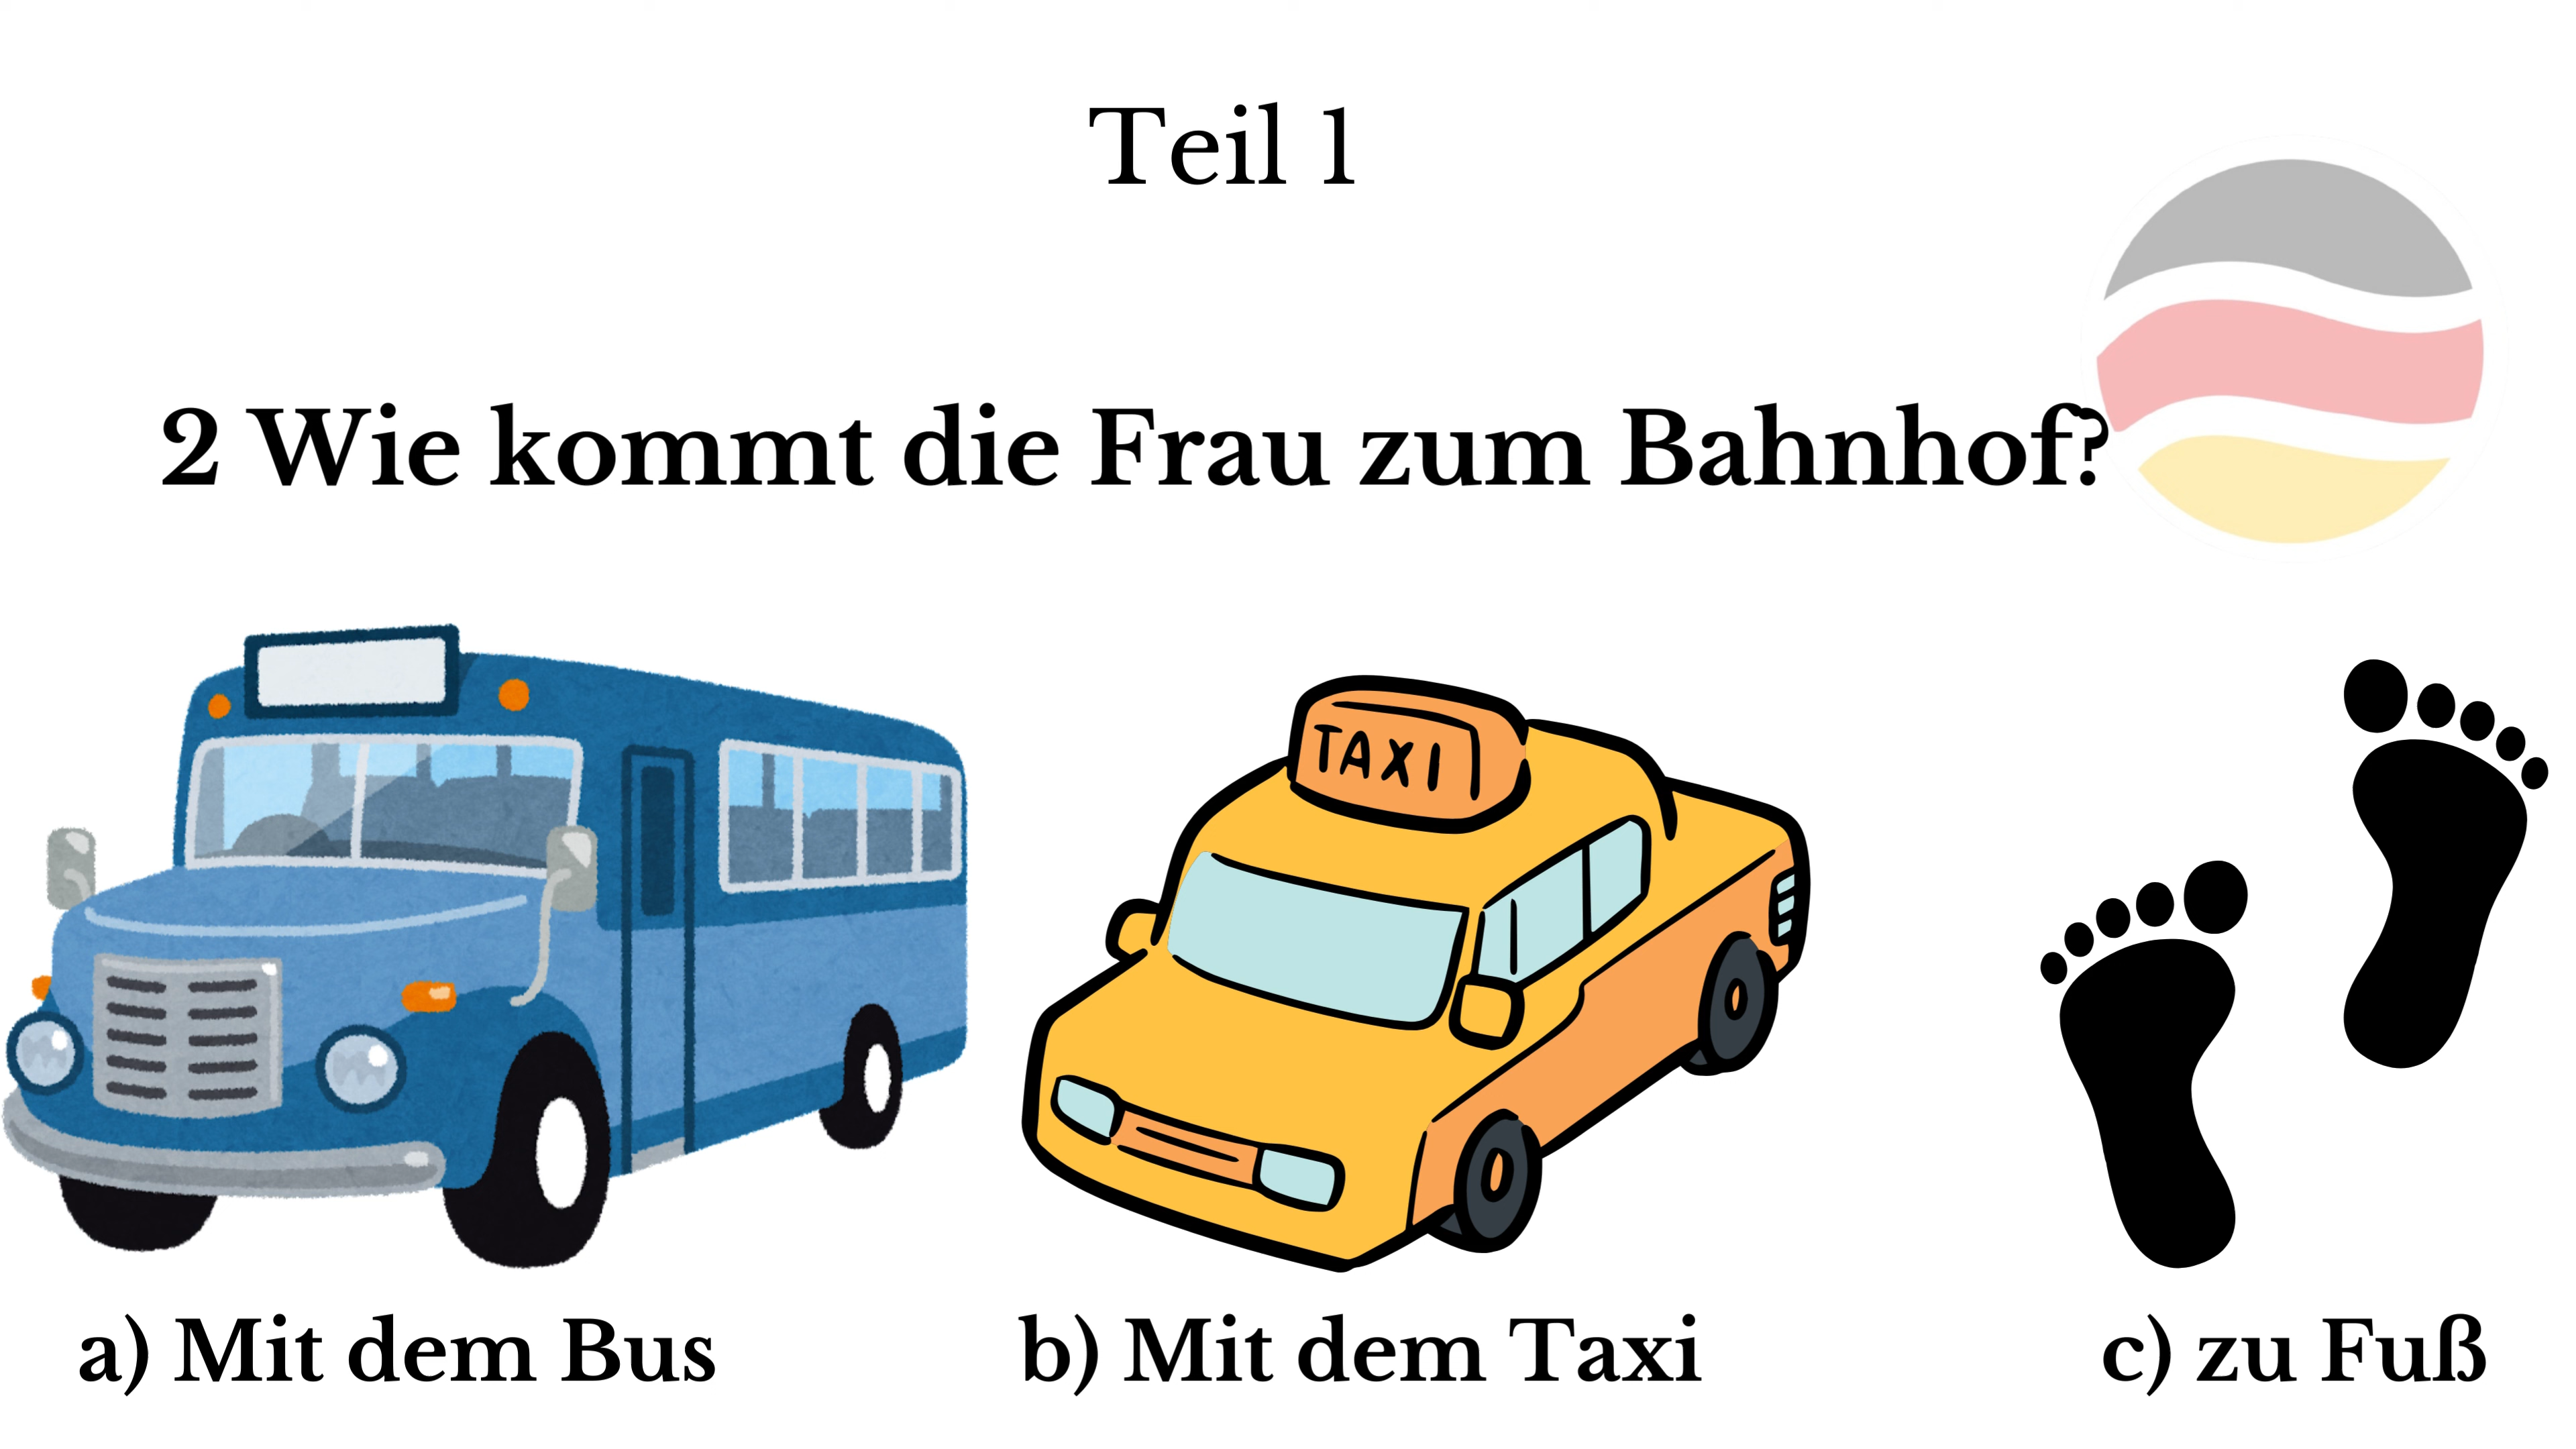 Teil 1
2 Wie kommt die Frau zum Bahnhof?
TAXI
a) Mit dem Bus
b) Mit dem Taxi
c) zu Fuß